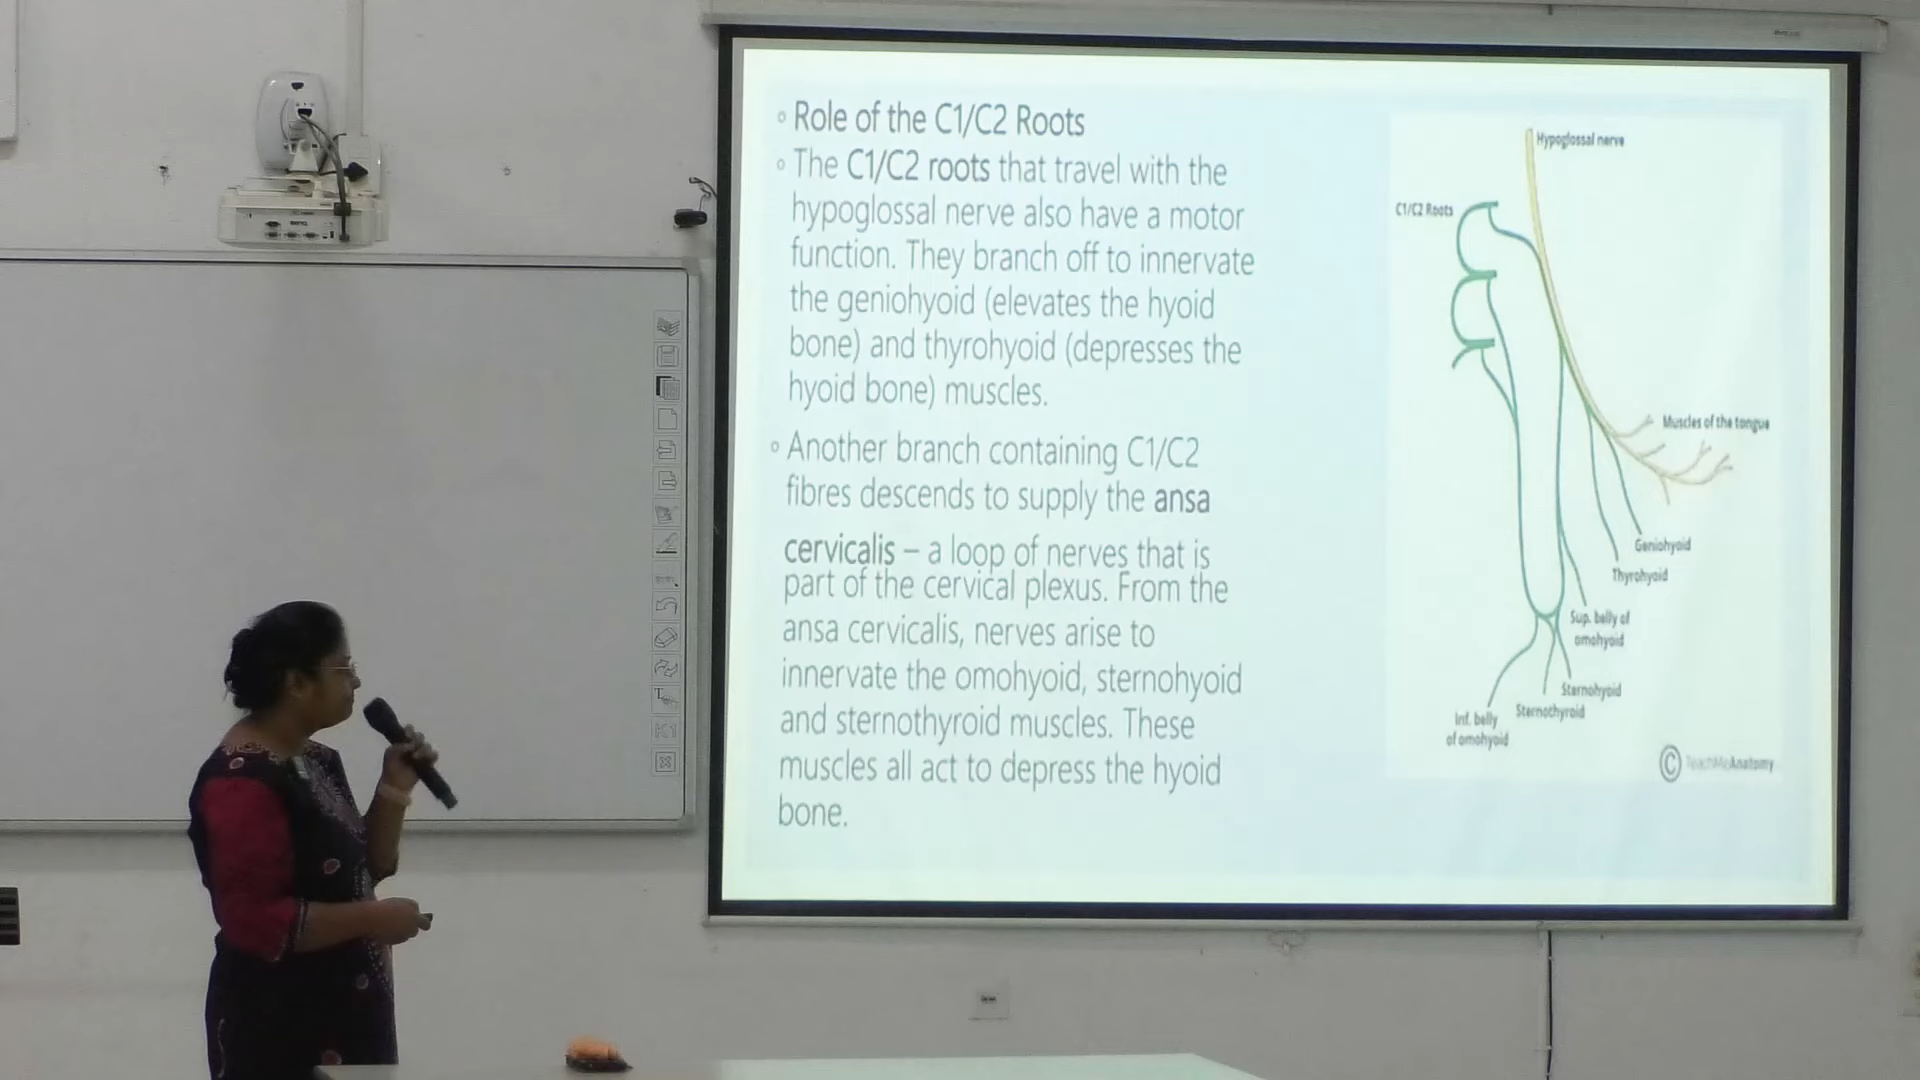 Role of the C1/C2 Roots
The C1/C2 roots that travel with the
hypoglossal nerve also have a motor
function. They branch off to innervate
the geniohyoid (elevates the hyoid
bone) and thyrohyoid (depresses the
hyoid bone) muscles.
Another branch containing C1/C2
fibres descends to supply the ansa
cervicalis – a loop of nerves that is
part of the cervical plexus. From the
ansa cervicalis, nerves arise to
innervate the omohyoid, sternohyoid
and sternothyroid muscles. These
muscles all act to depress the hyoid
bone.
Hypoglossal nerve
C1/C2 Roots
Muscles of the tongue
Geniohyoid
Thyrohyoid
Sup. belly of
omohyoid
Sternohyoid
Sternothyroid
Inf. belly
of omohyoid
© TeachMeAnatomy